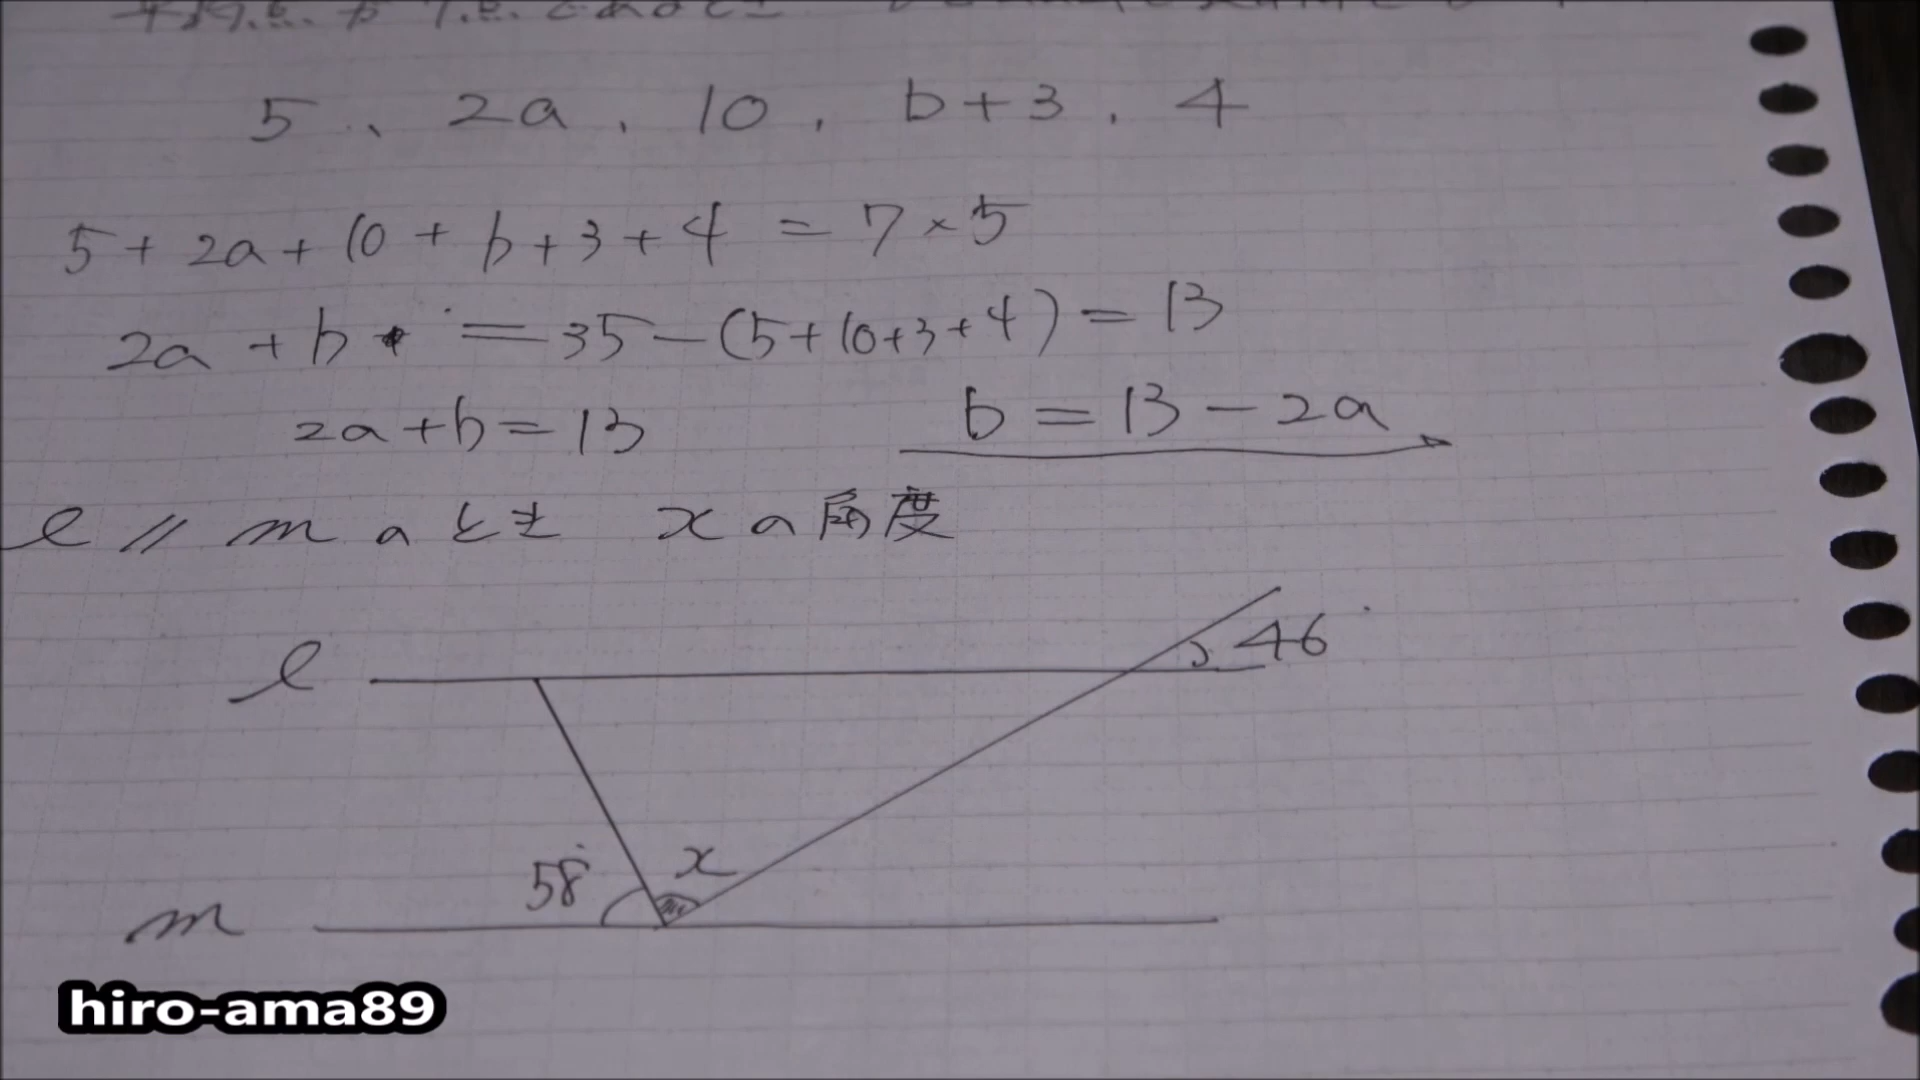 5、2a, 10, b+3, 4
5+2a+10+b+3+4=7×5
2a+b=35-(5+10+3+4)=13
2a+b=13
b=13-2a
l // m のとき xの角度
l
46°
58°
x
m
hiro-ama89